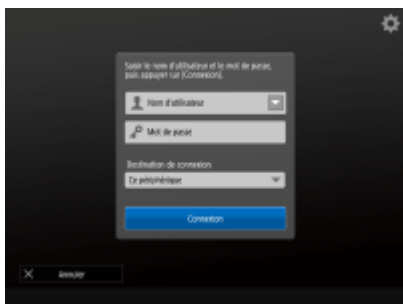 Saisir le nom d'utilisateur et le mot de passe,
puis appuyer sur [Connexion].
Nom d'utilisateur
Mot de passe
Destination de connexion
Ce périphérique
Connexion
Annuler